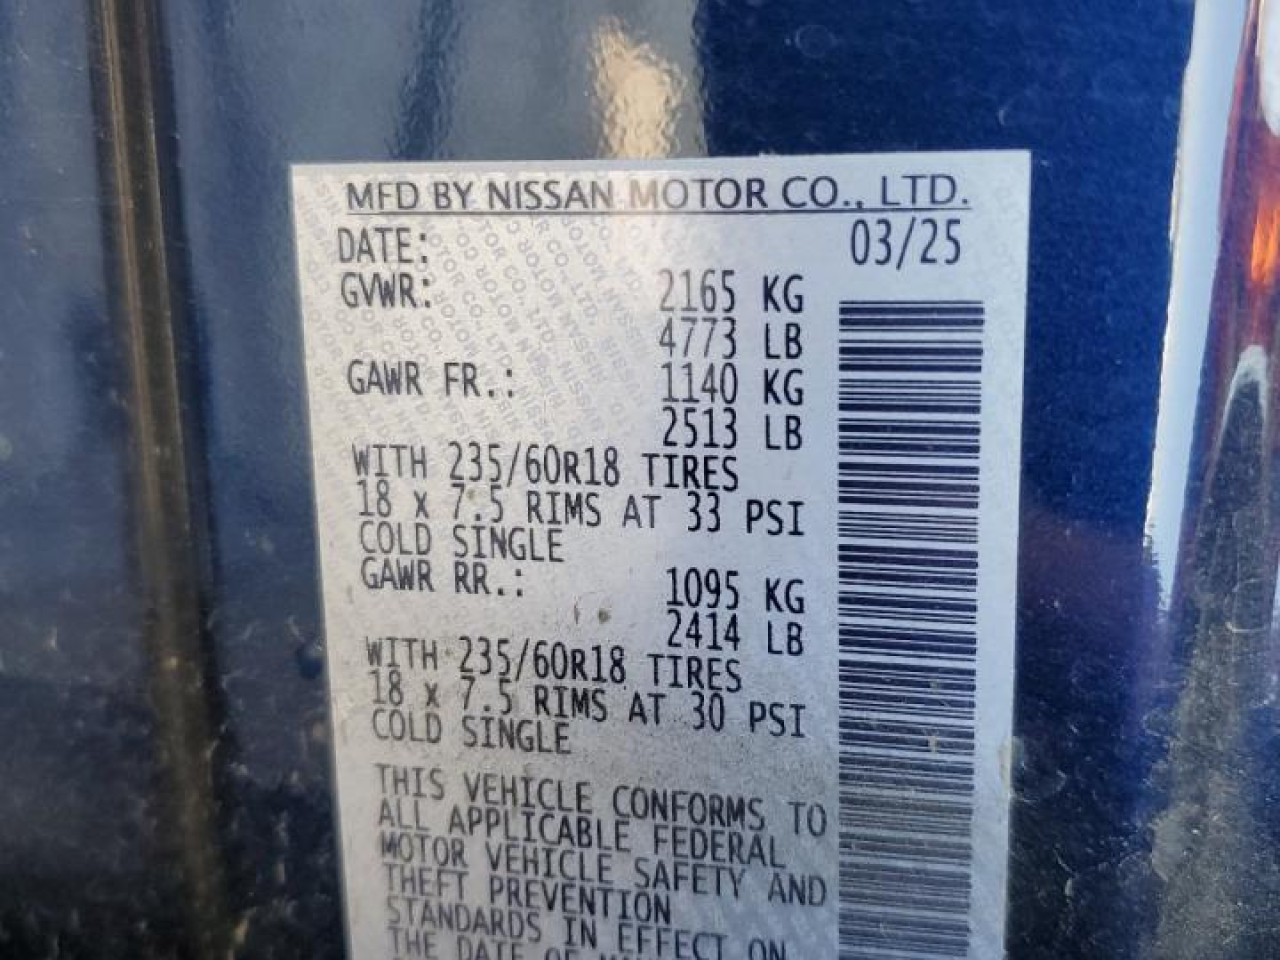 MFD BY NISSAN MOTOR CO., LTD.
DATE: 03/25
GVWR: 2165 KG
4773 LB
GAWR FR.: 1140 KG
2513 LB
WITH 235/60R18 TIRES
18 x 7.5 RIMS AT 33 PSI
COLD SINGLE
GAWR RR.: 1095 KG
2414 LB
WITH 235/60R18 TIRES
18 x 7.5 RIMS AT 30 PSI
COLD SINGLE
THIS VEHICLE CONFORMS TO
ALL APPLICABLE FEDERAL
MOTOR VEHICLE SAFETY AND
THEFT PREVENTION
STANDARDS IN EFFECT ON
THE DATE OF